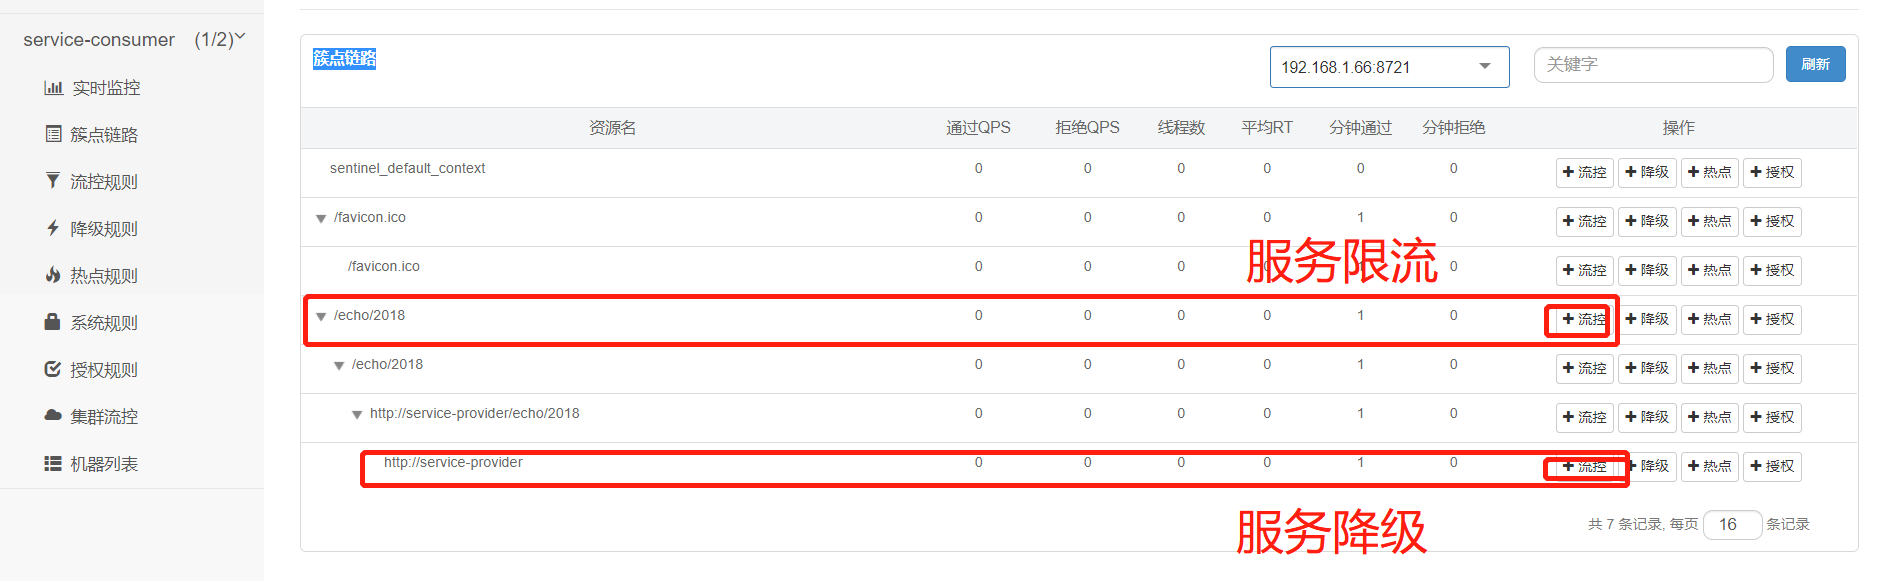 service-consumer (1/2)
实时监控
簇点链路
流控规则
降级规则
热点规则
系统规则
授权规则
集群流控
机器列表
簇点链路
192.168.1.66:8721
关键字
刷新
资源名 通过QPS 拒绝QPS 线程数 平均RT 分钟通过 分钟拒绝 操作
sentinel_default_context 0 0 0 0 0 0 流控 降级 热点 授权
/favicon.ico 0 0 0 0 1 0 流控 降级 热点 授权
服务限流
/favicon.ico 0 0 0 0 0 流控 降级 热点 授权
/echo/2018 0 0 0 0 1 0 流控 降级 热点 授权
/echo/2018 0 0 0 0 1 0 流控 降级 热点 授权
http://service-provider/echo/2018 0 0 0 0 1 0 流控 降级 热点 授权
http://service-provider 0 0 0 0 1 0 流控 降级 热点 授权
服务降级
共 7 条记录, 每页 16 条记录